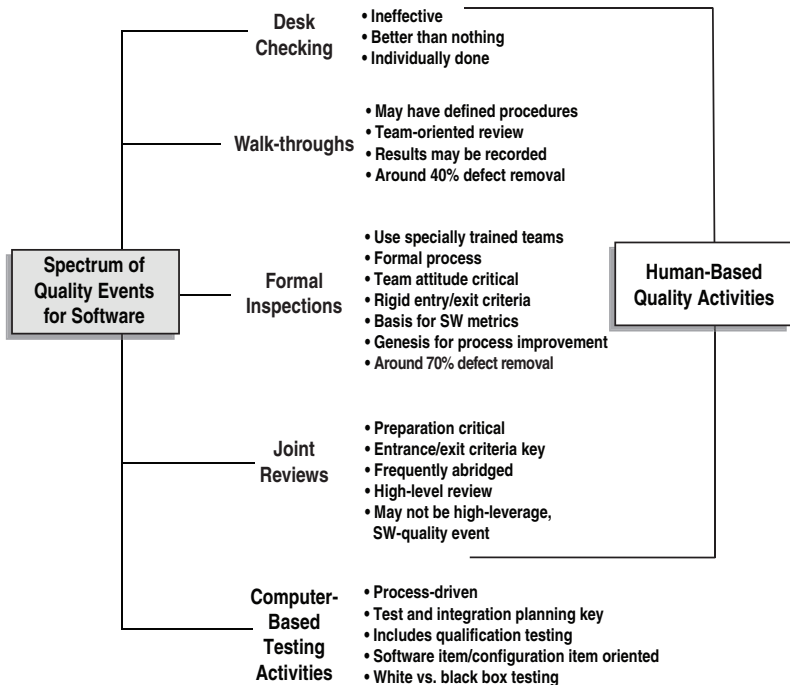 Desk
Checking
• Ineffective
• Better than nothing
• Individually done
Walk-throughs
• May have defined procedures
• Team-oriented review
• Results may be recorded
• Around 40% defect removal
Spectrum of
Quality Events
for Software
Formal
Inspections
• Use specially trained teams
• Formal process
• Team attitude critical
• Rigid entry/exit criteria
• Basis for SW metrics
• Genesis for process improvement
• Around 70% defect removal
Human-Based
Quality Activities
Joint
Reviews
• Preparation critical
• Entrance/exit criteria key
• Frequently abridged
• High-level review
• May not be high-leverage,
SW-quality event
Computer-
Based
Testing
Activities
• Process-driven
• Test and integration planning key
• Includes qualification testing
• Software item/configuration item oriented
• White vs. black box testing